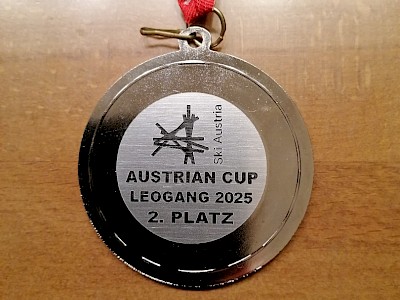 Ski Austria
AUSTRIAN CUP
LEOGANG 2025
2. PLATZ